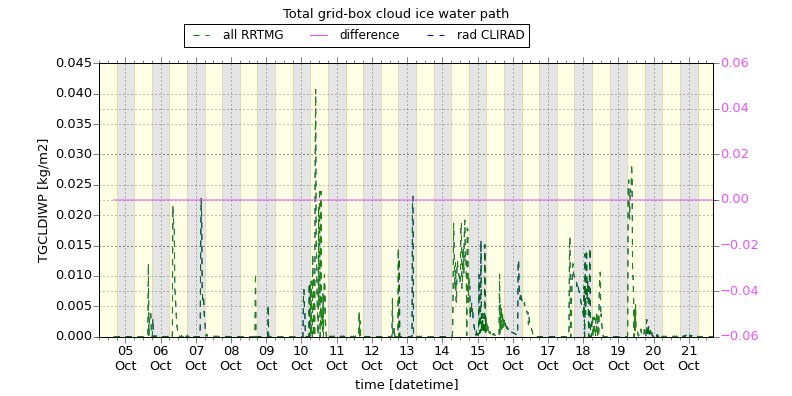 Total grid-box cloud ice water path
all RRTMG difference rad CLIRAD
TGCLDIWP [kg/m2]
0.045
0.040
0.035
0.030
0.025
0.020
0.015
0.010
0.005
0.000
0.06
0.04
0.02
0.00
−0.02
−0.04
−0.06
05 06 07 08 09 10 11 12 13 14 15 16 17 18 19 20 21
Oct Oct Oct Oct Oct Oct Oct Oct Oct Oct Oct Oct Oct Oct Oct Oct Oct
time [datetime]